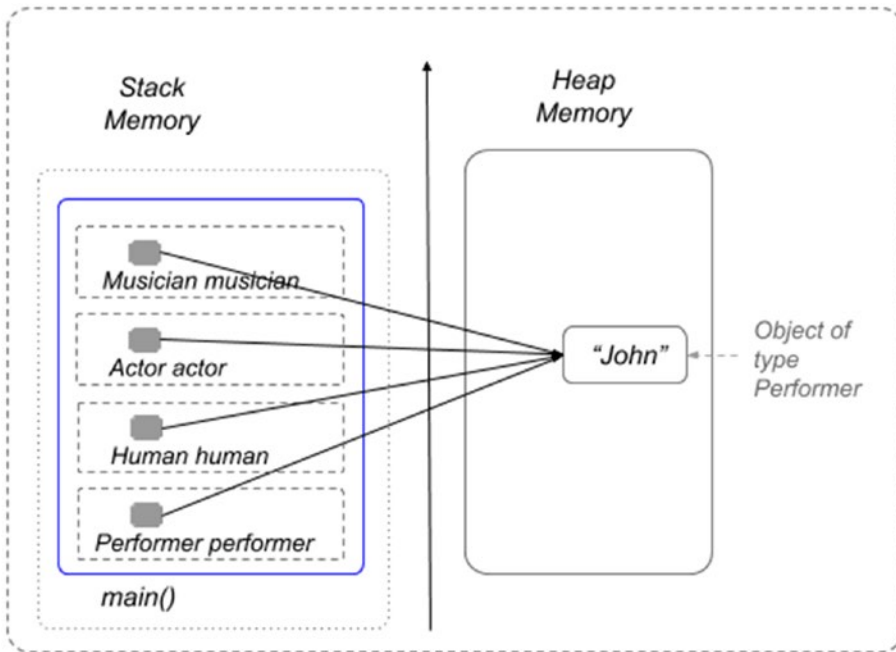 Stack
Memory
Heap
Memory
Musician musician
Actor actor
Human human
Performer performer
main()
“John”
Object of
type
Performer